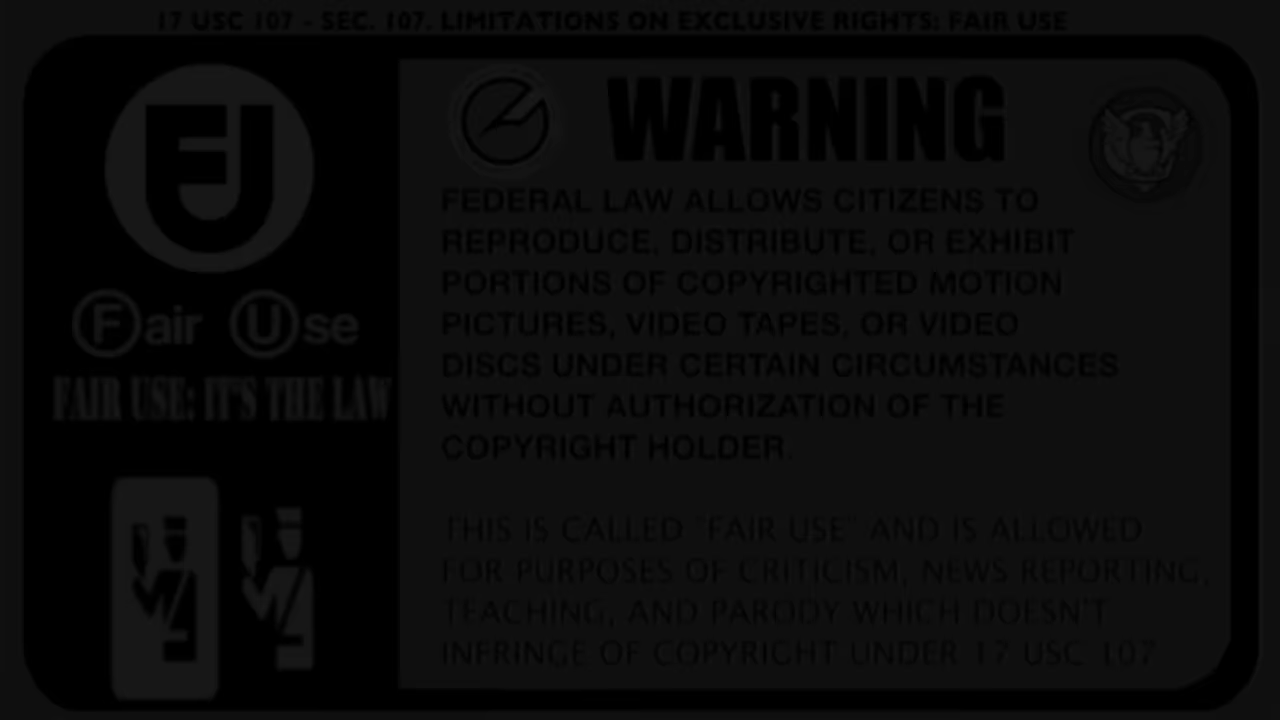 17 USC 107 - SEC. 107. LIMITATIONS ON EXCLUSIVE RIGHTS: FAIR USE
FU
Fair Use
FAIR USE: IT'S THE LAW
WARNING
FEDERAL LAW ALLOWS CITIZENS TO
REPRODUCE, DISTRIBUTE, OR EXHIBIT
PORTIONS OF COPYRIGHTED MOTION
PICTURES, VIDEO TAPES, OR VIDEO
DISCS UNDER CERTAIN CIRCUMSTANCES
WITHOUT AUTHORIZATION OF THE
COPYRIGHT HOLDER.
THIS IS CALLED "FAIR USE" AND IS ALLOWED
FOR PURPOSES OF CRITICISM, NEWS REPORTING,
TEACHING, AND PARODY WHICH DOESN'T
INFRINGE OF COPYRIGHT UNDER 17 USC 107